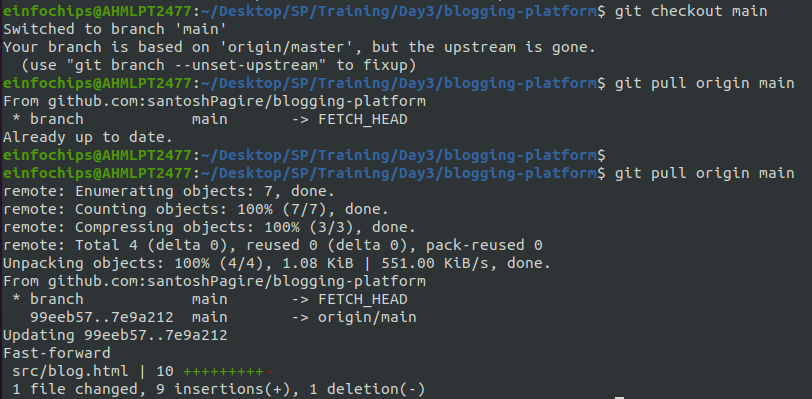 einfochips@AHMLPT2477:~/Desktop/SP/Training/Day3/blogging-platform$ git checkout main
Switched to branch 'main'
Your branch is based on 'origin/master', but the upstream is gone.
  (use "git branch --unset-upstream" to fixup)
einfochips@AHMLPT2477:~/Desktop/SP/Training/Day3/blogging-platform$ git pull origin main
From github.com:santoshPagire/blogging-platform
 * branch            main       -> FETCH_HEAD
Already up to date.
einfochips@AHMLPT2477:~/Desktop/SP/Training/Day3/blogging-platform$
einfochips@AHMLPT2477:~/Desktop/SP/Training/Day3/blogging-platform$ git pull origin main
remote: Enumerating objects: 7, done.
remote: Counting objects: 100% (7/7), done.
remote: Compressing objects: 100% (3/3), done.
remote: Total 4 (delta 0), reused 0 (delta 0), pack-reused 0
Unpacking objects: 100% (4/4), 1.08 KiB | 551.00 KiB/s, done.
From github.com:santoshPagire/blogging-platform
 * branch            main       -> FETCH_HEAD
   99eeb57..7e9a212  main       -> origin/main
Updating 99eeb57..7e9a212
Fast-forward
 src/blog.html | 10 +++++++++-
 1 file changed, 9 insertions(+), 1 deletion(-)